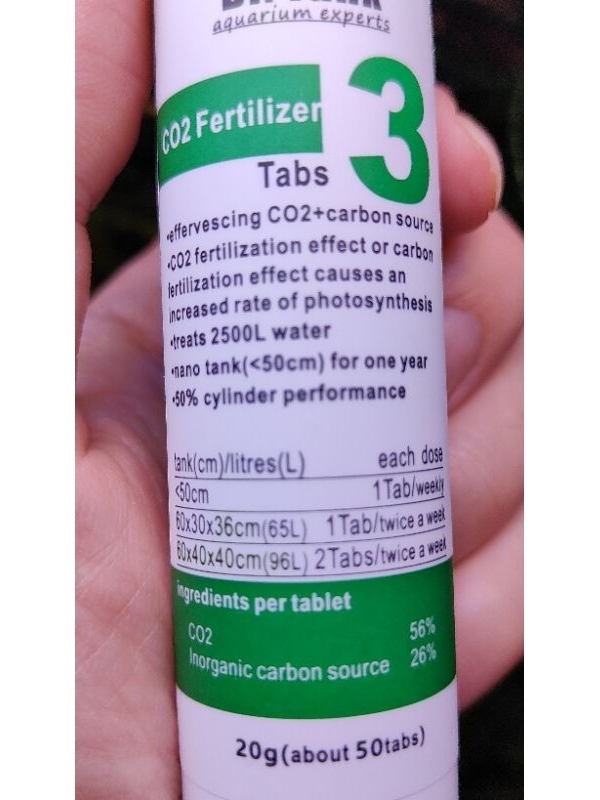 aquarium experts
CO2 Fertilizer
3
Tabs
•effervescing CO2+carbon source
•CO2 fertilization effect or carbon
fertilization effect causes an
increased rate of photosynthesis
•treats 2500L water
•nano tank(<50cm) for one year
•50% cylinder performance
tank(cm)/litres(L) each dose
<50cm 1Tab/weekly
60x30x36cm(65L) 1Tab/twice a week
60x40x40cm(96L) 2Tabs/twice a week
ingredients per tablet
CO2 56%
Inorganic carbon source 26%
20g(about 50tabs)